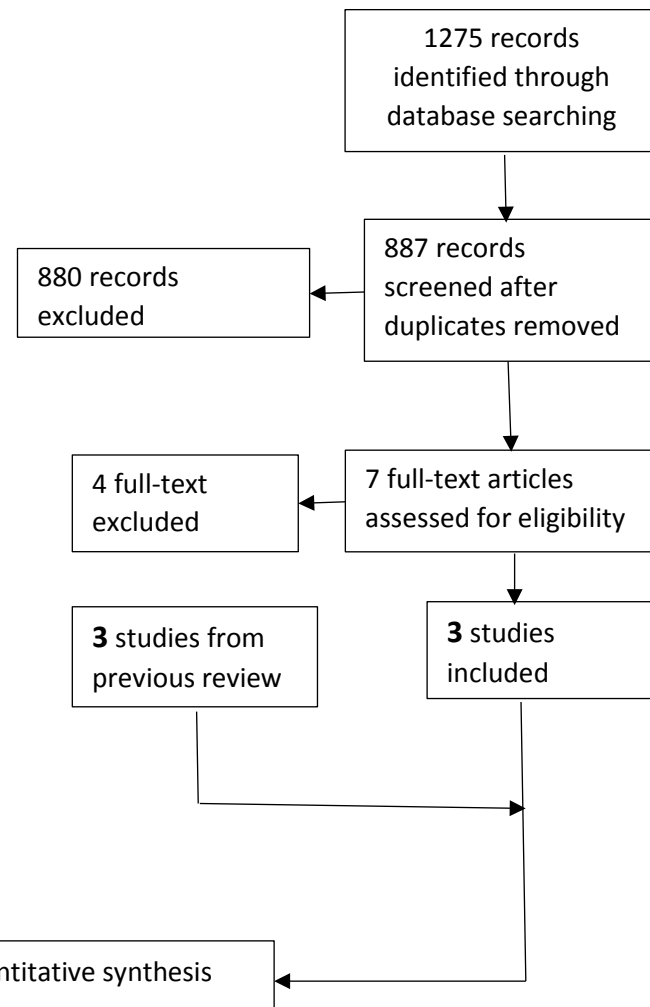 1275 records
identified through
database searching
887 records
screened after
duplicates removed
880 records
excluded
7 full-text articles
assessed for eligibility
4 full-text
excluded
3 studies from
previous review
3 studies
included
ntitative synthesis